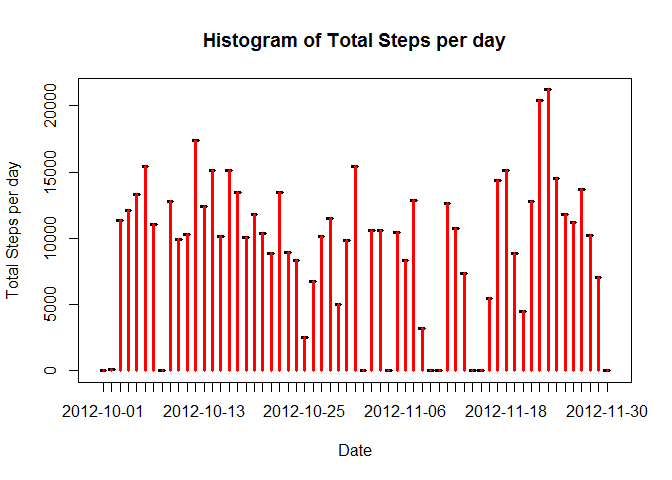 Histogram of Total Steps per day
Total Steps per day
20000
15000
10000
5000
0
2012-10-01 2012-10-13 2012-10-25 2012-11-06 2012-11-18 2012-11-30
Date